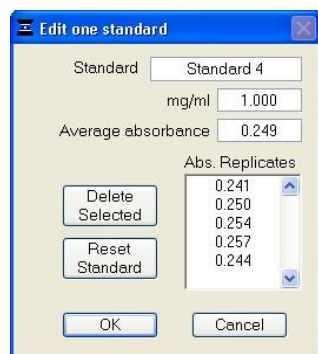 Edit one standard
Standard Standard 4
mg/ml 1.000
Average absorbance 0.249
Abs. Replicates
0.241
0.250
0.254
0.257
0.244
Delete
Selected
Reset
Standard
OK Cancel